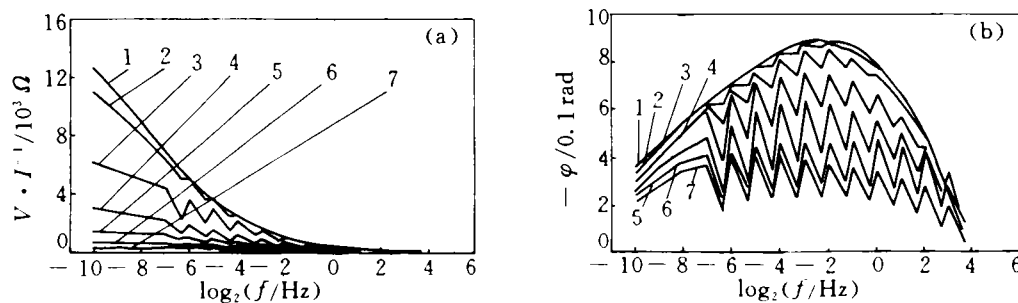 16
12
8
4
0
V · I⁻¹/10³ Ω
(a)
1 2 3 4 5 6 7
−10 −8 −6 −4 −2 0 2 4 6
log₂(f/Hz)
10
8
6
4
2
0
−φ/0.1 rad
(b)
1 2 3 4
5 6 7
−10 −8 −6 −4 −2 0 2 4 6
log₂(f/Hz)